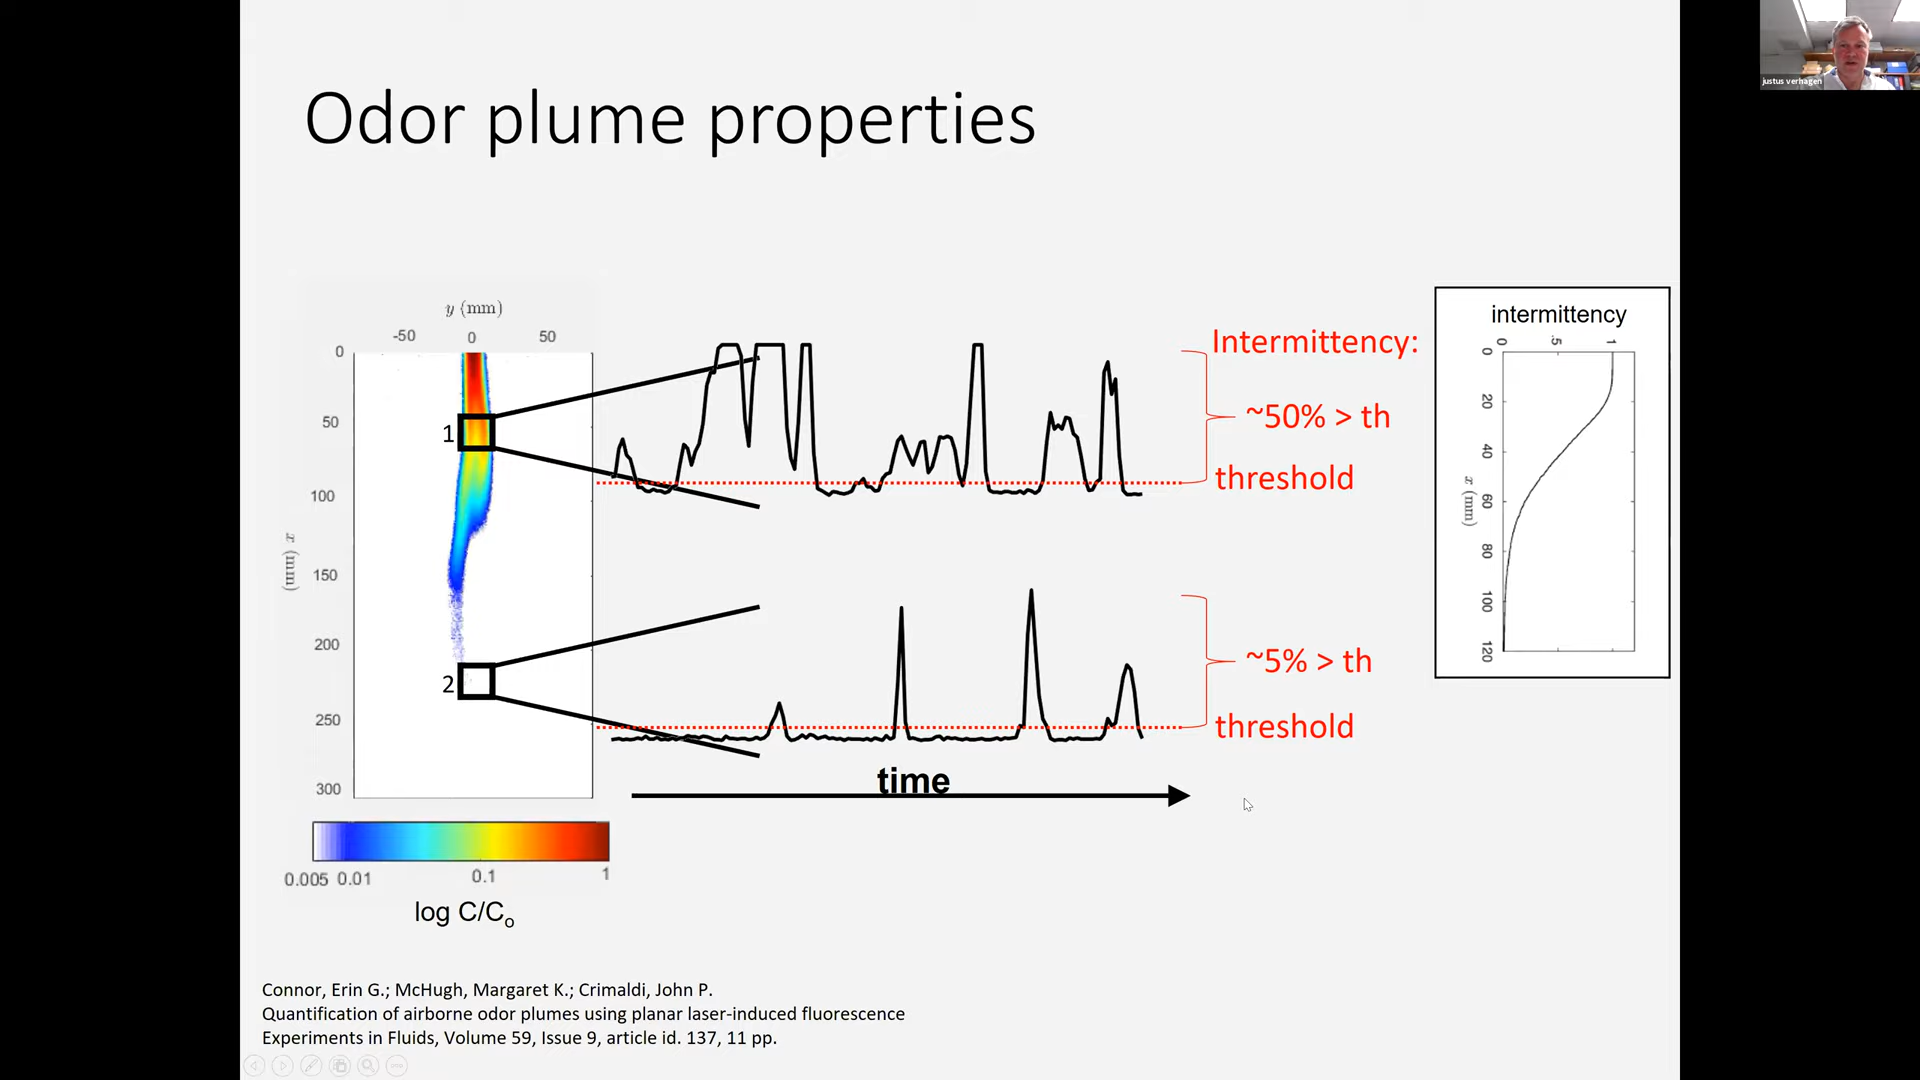 justus verhagen
Odor plume properties
y (mm)
-50 0 50
0
50
100
150
200
250
300
x (mm)
1
2
0.005 0.01 0.1 1
log C/Co
Intermittency:
~50% > th
threshold
~5% > th
threshold
time
intermittency
0 .5 1
0
20
40
60
80
100
120
x (mm)
Connor, Erin G.; McHugh, Margaret K.; Crimaldi, John P.
Quantification of airborne odor plumes using planar laser-induced fluorescence
Experiments in Fluids, Volume 59, Issue 9, article id. 137, 11 pp.